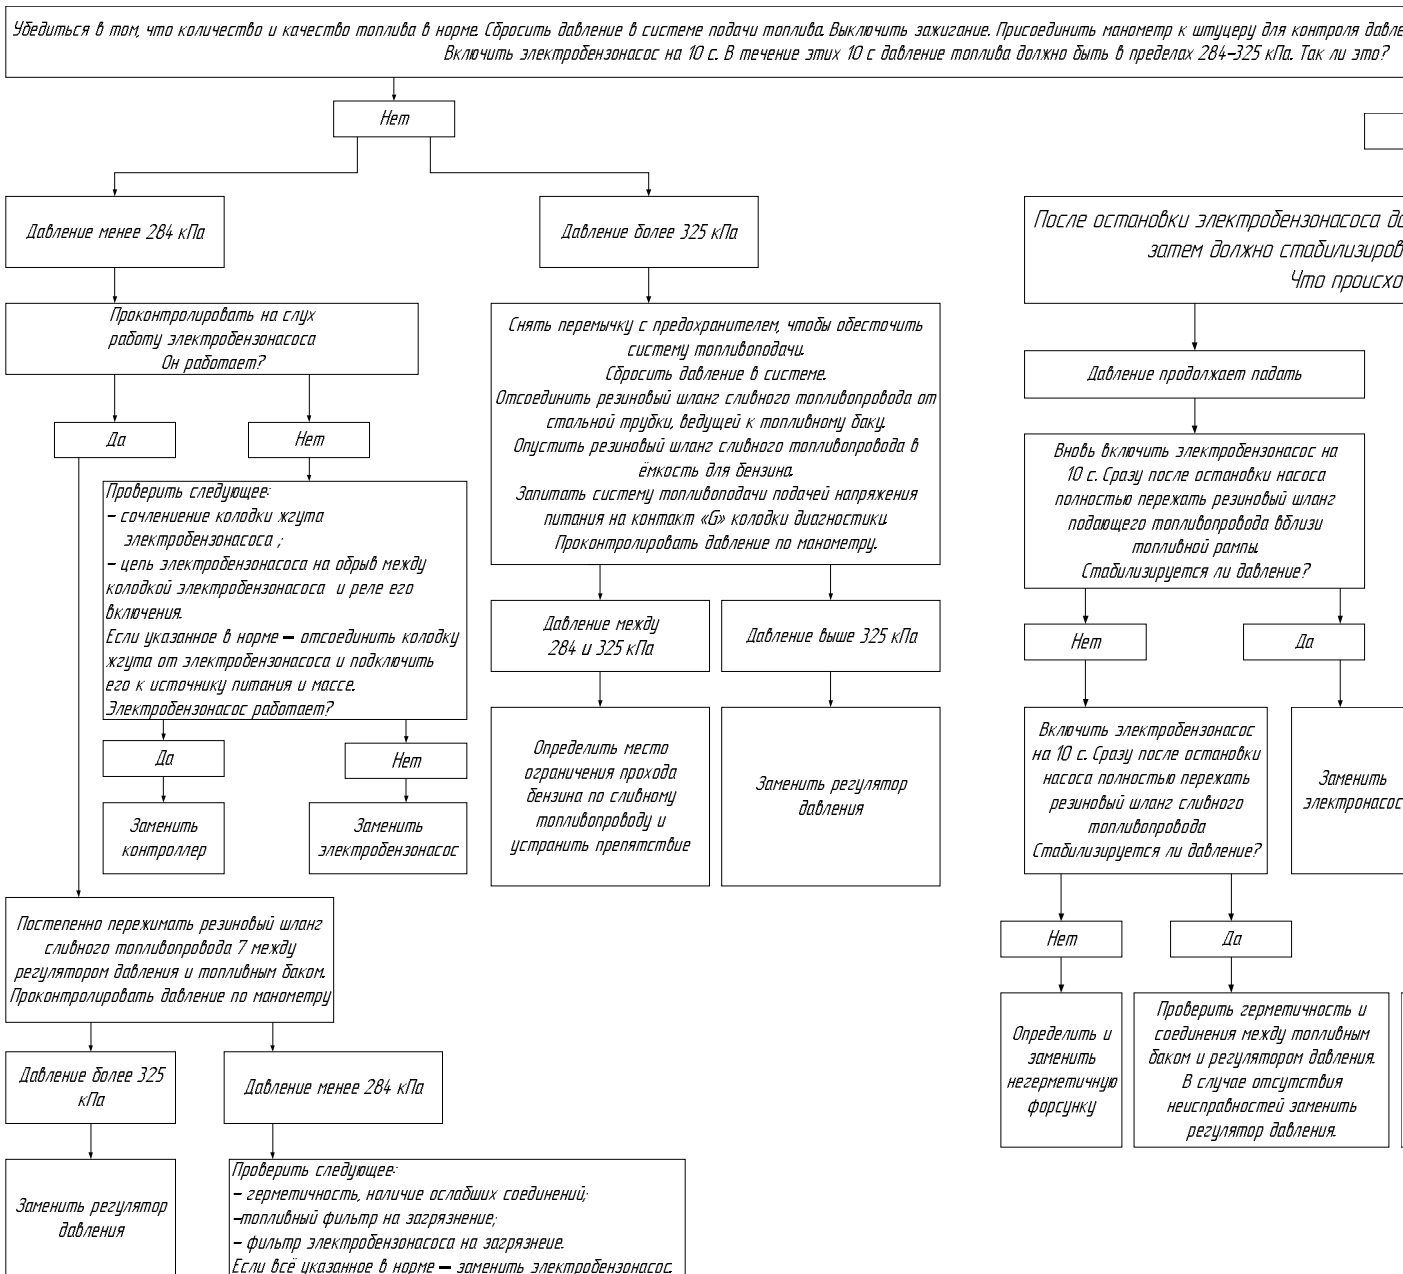 Убедиться в том, что количество и качество топлива в норме. Сбросить давление в системе подачи топлива. Выключить зажигание. Присоединить манометр к штуцеру для контроля давле
Включить электробензонасос на 10 с. В течение этих 10 с давление топлива должно быть в пределах 284–325 кПа. Так ли это?
Нет
Давление менее 284 кПа
Давление более 325 кПа
После остановки электробензонасоса до
затем должно стабилизиров
Что происхо
Проконтролировать на слух
работу электробензонасоса
Он работает?
Да
Нет
Проверить следующее:
– сочлениение колодки жгута
электробензонасоса ;
– цепь электробензонасоса на обрыв между
колодкой электробензонасоса и реле его
включения.
Если указанное в норме – отсоединить колодку
жгута от электробензонасоса и подключить
его к источнику питания и массе.
Электробензонасос работает?
Да
Нет
Заменить
контроллер
Заменить
электробензонасос
Снять перемычку с предохранителем, чтобы обесточить
систему топливоподачи.
Сбросить давление в системе.
Отсоединить резиновый шланг сливного топливопровода от
стальной трубки, ведущей к топливному баку.
Опустить резиновый шланг сливного топливопровода в
ёмкость для бензина.
Запитать систему топливоподачи подачей напряжения
питания на контакт «G» колодки диагностики.
Проконтролировать давление по манометру.
Давление между
284 и 325 кПа
Давление выше 325 кПа
Определить место
ограничения прохода
бензина по сливному
топливопроводу и
устранить препятствие
Заменить регулятор
давления
Давление продолжает падать
Вновь включить электробензонасос на
10 с. Сразу после остановки насоса
полностью пережать резиновый шланг
подающего топливопровода вблизи
топливной рампы.
Стабилизируется ли давление?
Нет
Да
Включить электробензонасос
на 10 с. Сразу после остановки
насоса полностью пережать
резиновый шланг сливного
топливопровода
Стабилизируется ли давление?
Заменить
электронасос
Нет
Да
Определить и
заменить
негерметичную
форсунку
Проверить герметичность и
соединения между топливным
баком и регулятором давления.
В случае отсутствия
неисправностей заменить
регулятор давления.
Постепенно пережимать резиновый шланг
сливного топливопровода 7 между
регулятором давления и топливным баком.
Проконтролировать давление по манометру
Давление более 325
кПа
Давление менее 284 кПа
Заменить регулятор
давления
Проверить следующее:
– герметичность, наличие ослабших соединений;
–топливный фильтр на загрязнение;
– фильтр электробензонасоса на загрязнеие.
Если всё указанное в норме – заменить электробензонасос.